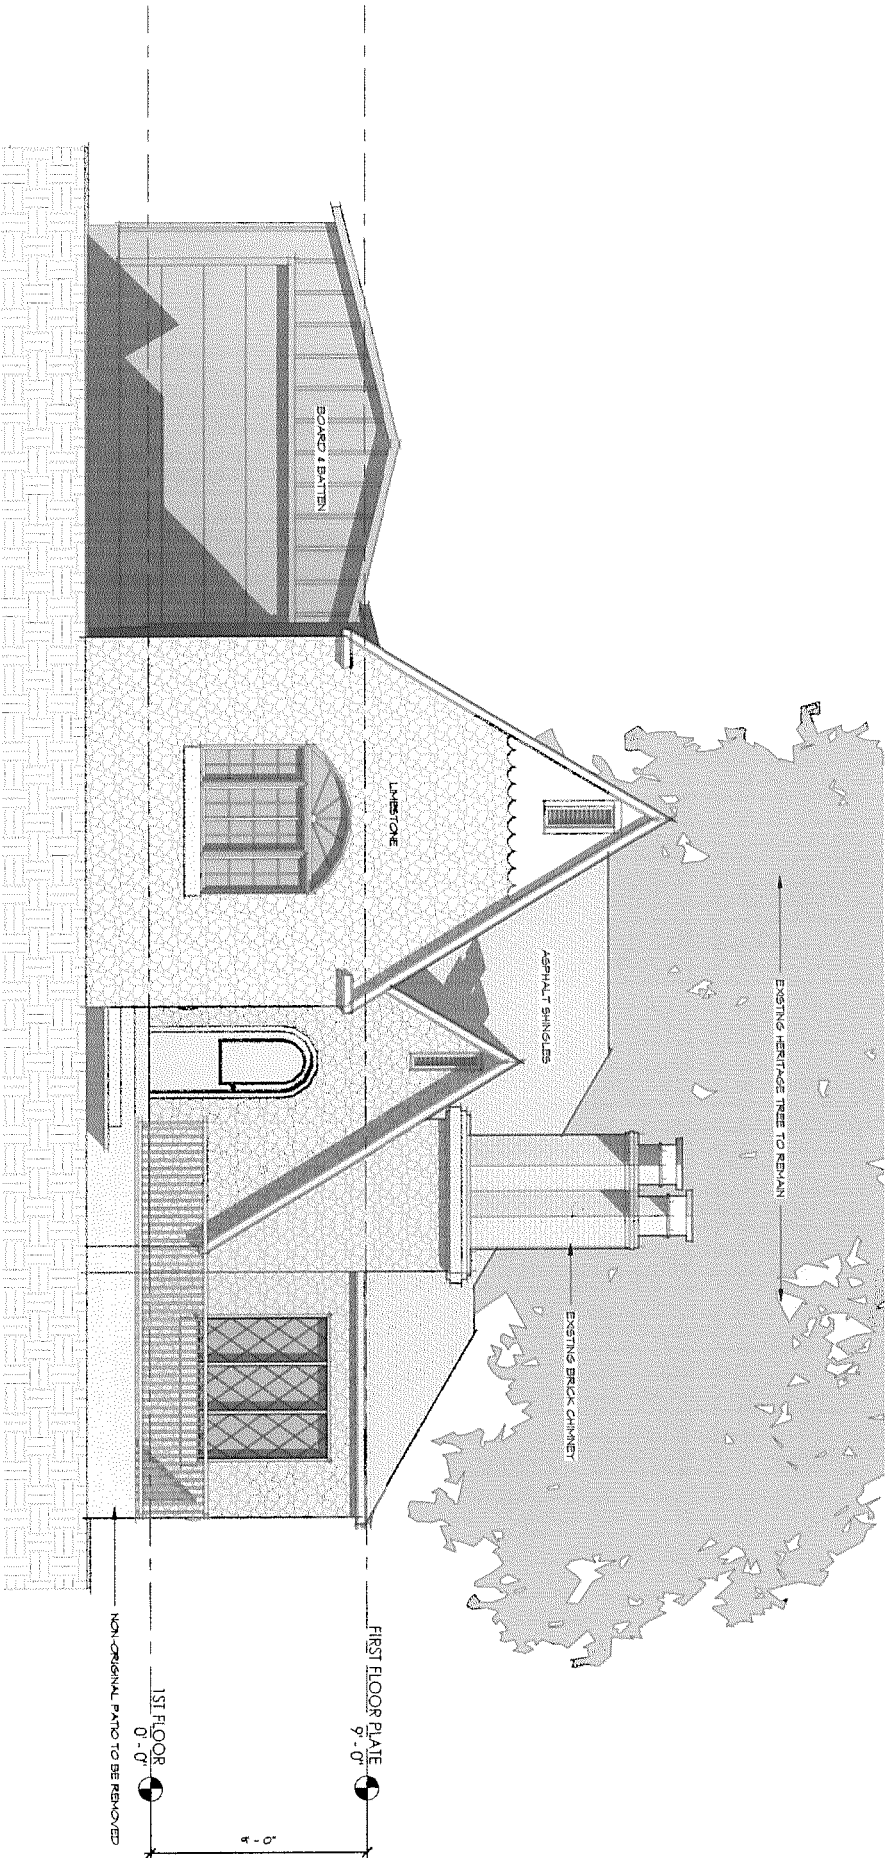 EXISTING HERITAGE TREE TO REMAIN
EXISTING BRICK CHIMNEY
ASPHALT SHINGLES
LIMESTONE
BOARD & BATTEN
FIRST FLOOR PLATE
9' - 0"
9' - 0"
1ST FLOOR
0' - 0"
NON-ORIGINAL PATIO TO BE REMOVED